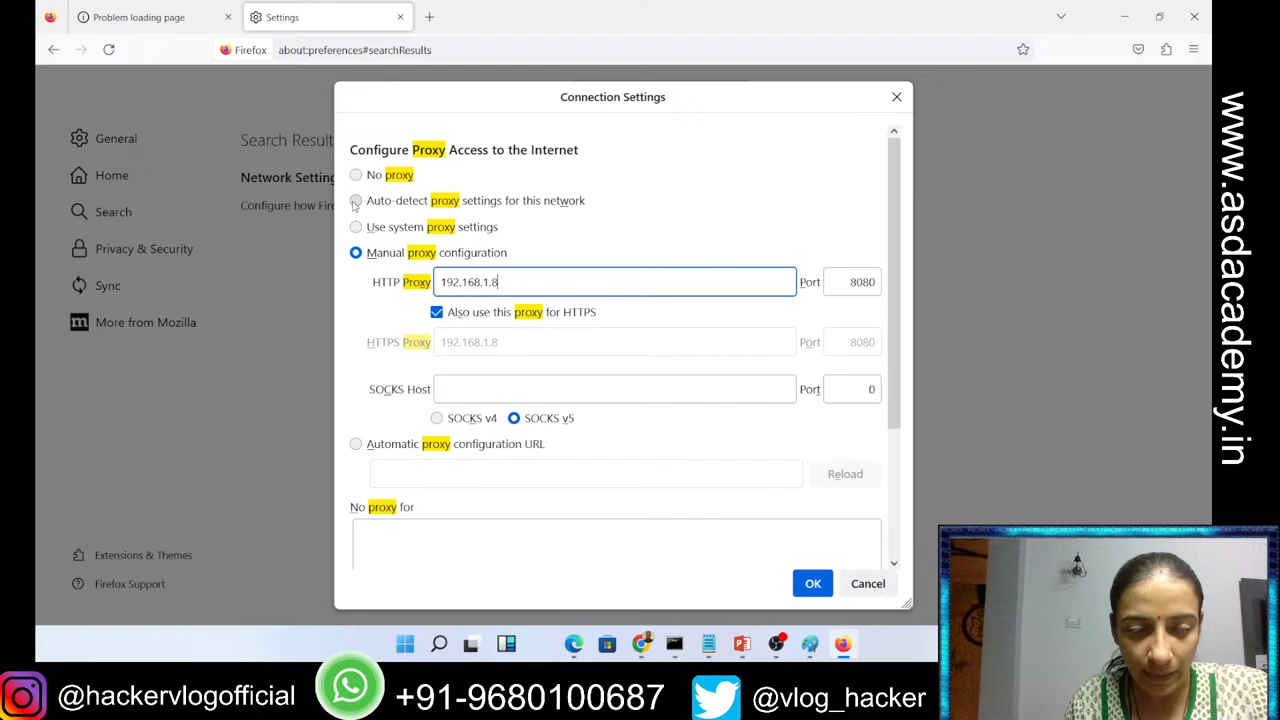 Problem loading page
Settings
Firefox
about:preferences#searchResults
Connection Settings
General
Home
Search
Privacy & Security
Sync
More from Mozilla
Extensions & Themes
Firefox Support
Search Result
Network Setting
Configure how Fire
Configure Proxy Access to the Internet
No proxy
Auto-detect proxy settings for this network
Use system proxy settings
Manual proxy configuration
HTTP Proxy 192.168.1.8 Port 8080
Also use this proxy for HTTPS
HTTPS Proxy 192.168.1.8 Port 8080
SOCKS Host Port 0
SOCKS v4 SOCKS v5
Automatic proxy configuration URL
Reload
No proxy for
OK Cancel
www.asdacademy.in
@hackervlogofficial +91-9680100687 @vlog_hacker